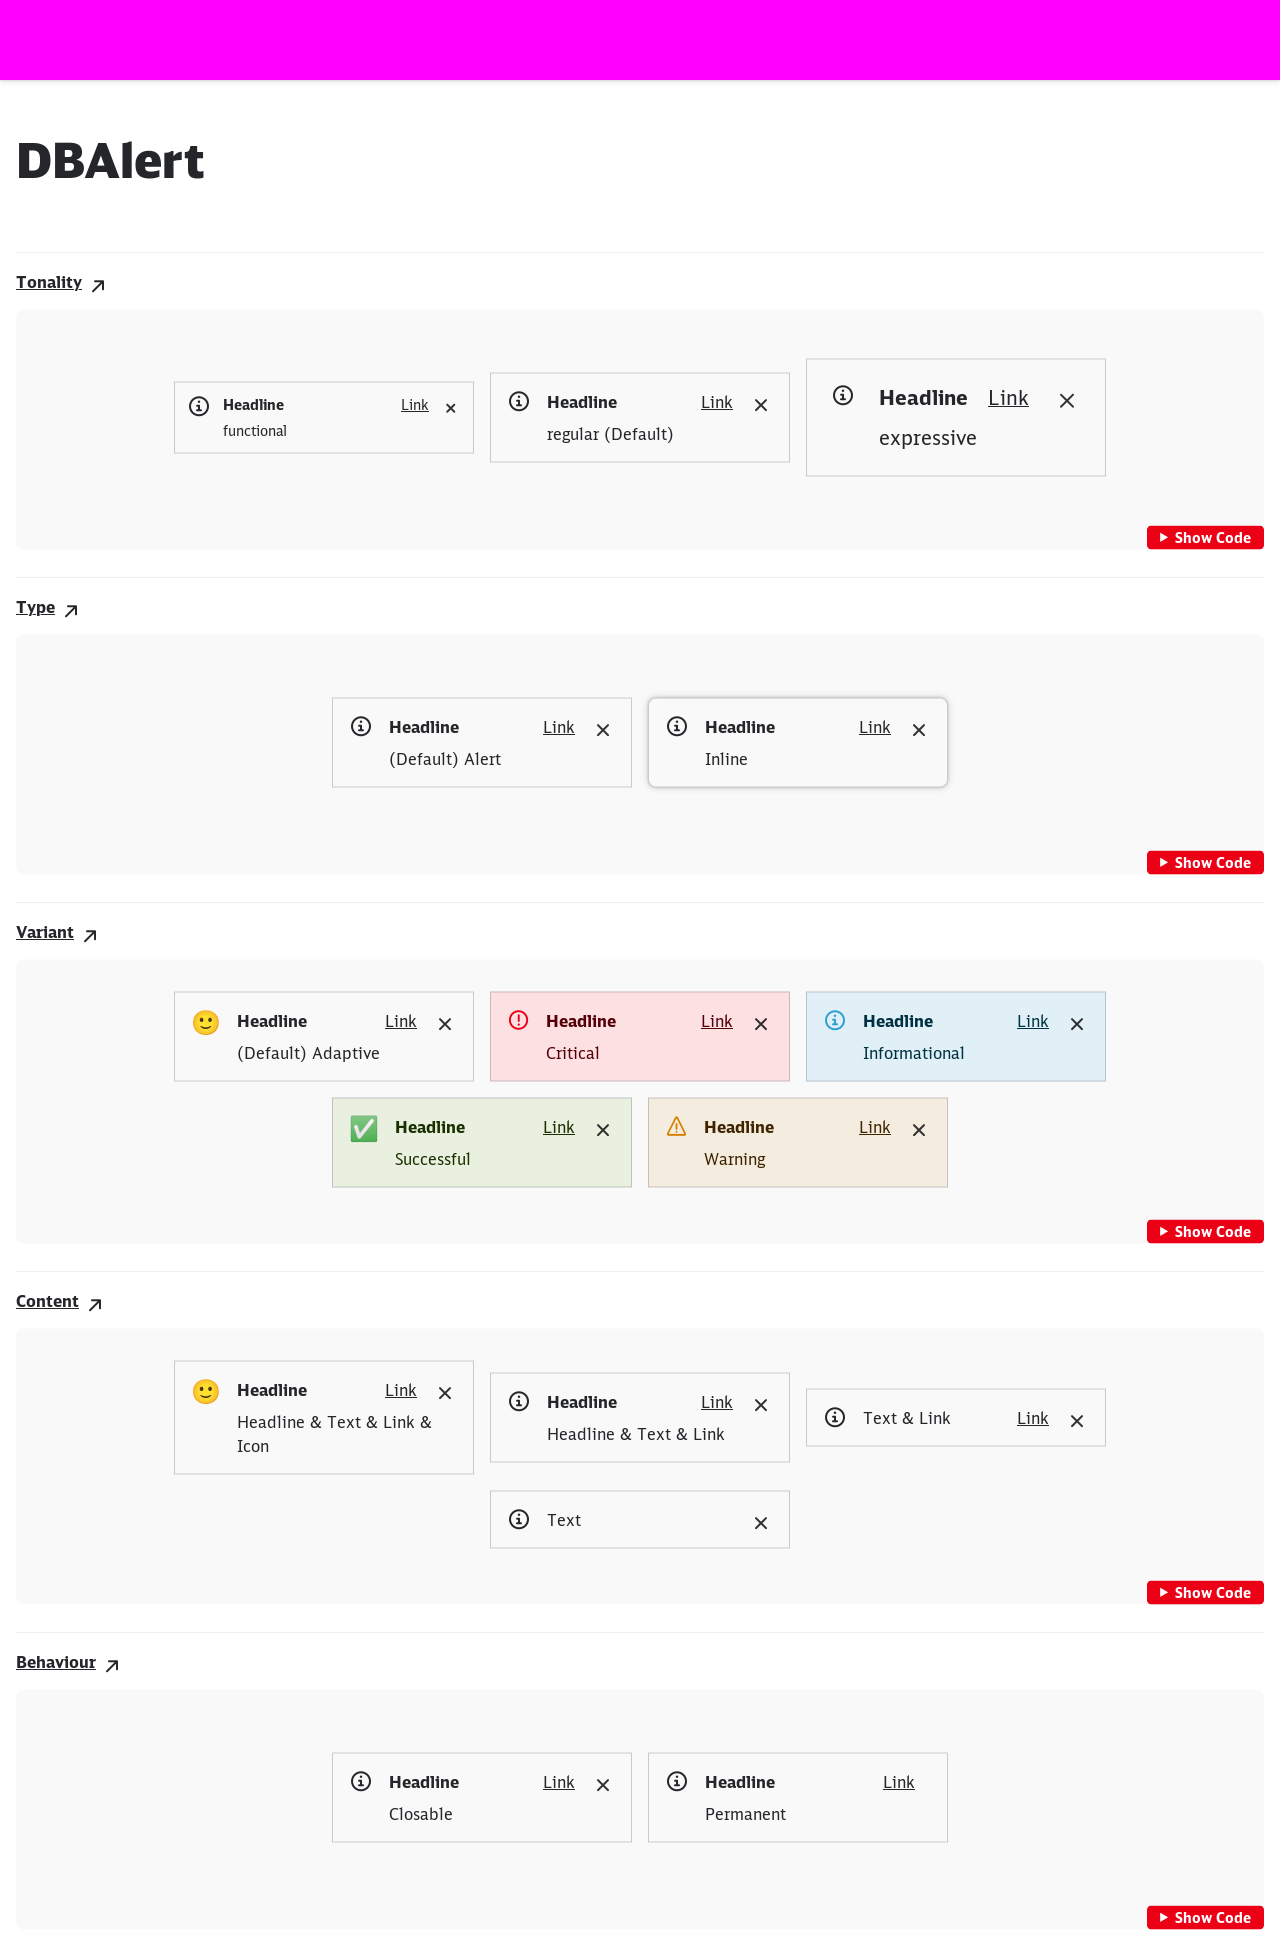 DBAlert
Tonality
Headline Link
functional
Headline Link
regular (Default)
Headline Link
expressive
Show Code
Type
Headline Link
(Default) Alert
Headline Link
Inline
Show Code
Variant
Headline Link
(Default) Adaptive
Headline Link
Critical
Headline Link
Informational
Headline Link
Successful
Headline Link
Warning
Show Code
Content
Headline Link
Headline & Text & Link &
Icon
Headline Link
Headline & Text & Link
Text & Link Link
Text
Show Code
Behaviour
Headline Link
Closable
Headline Link
Permanent
Show Code